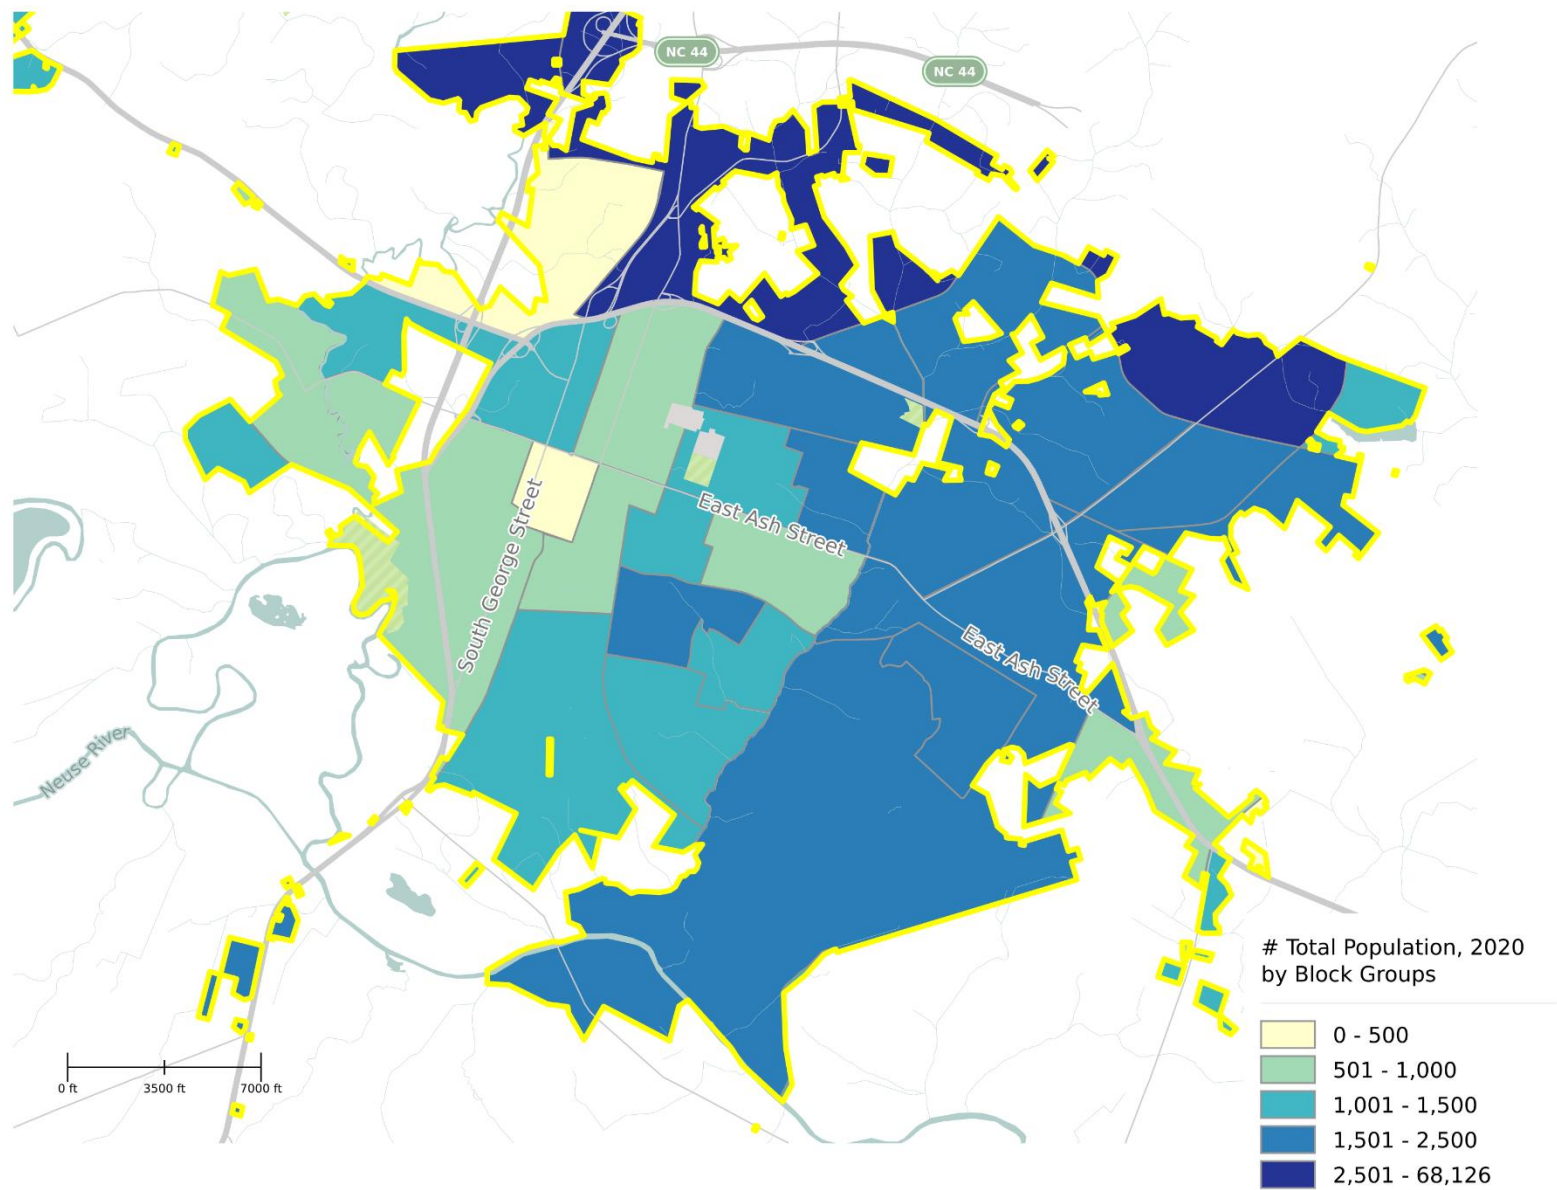 NC 44
NC 44
East Ash Street
South George Street
East Ash Street
Neuse River
# Total Population, 2020
by Block Groups
0 - 500
501 - 1,000
1,001 - 1,500
1,501 - 2,500
2,501 - 68,126
0 ft
3500 ft
7000 ft